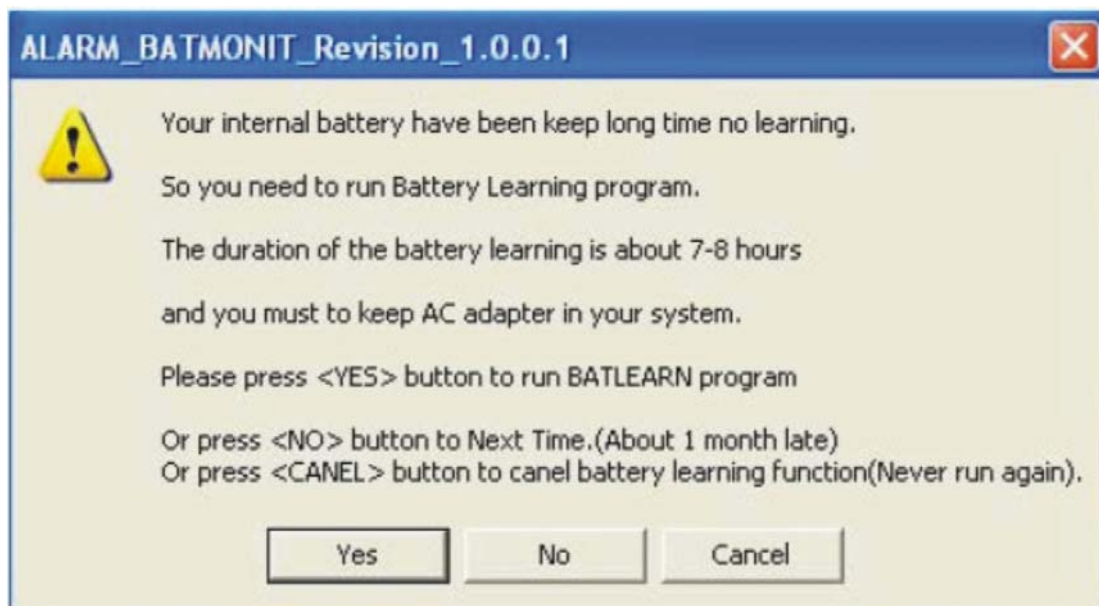 ALARM_BATMONIT_Revision_1.0.0.1
Your internal battery have been keep long time no learning.
So you need to run Battery Learning program.
The duration of the battery learning is about 7-8 hours
and you must to keep AC adapter in your system.
Please press <YES> button to run BATLEARN program
Or press <NO> button to Next Time.(About 1 month late)
Or press <CANEL> button to canel battery learning function(Never run again).
Yes No Cancel